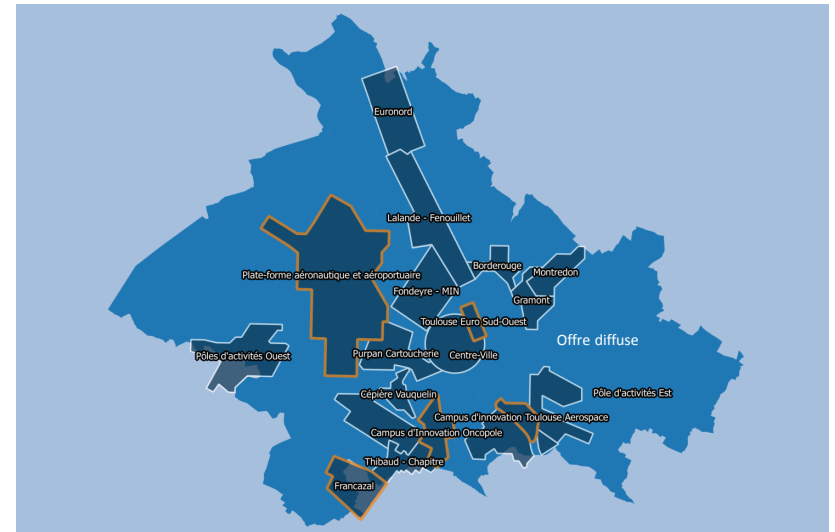 Euronord
Lalande - Fenouillet
Borderouge
Montredon
Plate-forme aéronautique et aéroportuaire
Fondeyre - MIN
Gramont
Toulouse Euro Sud-Ouest
Offre diffuse
Pôles d'activités Ouest
Purpan Cartoucherie
Centre-Ville
Cépière Vauquelin
Pôle d'activités Est
Campus d'innovation Toulouse Aerospace
Campus d'Innovation Oncopole
Thibaud - Chapitre
Francazal